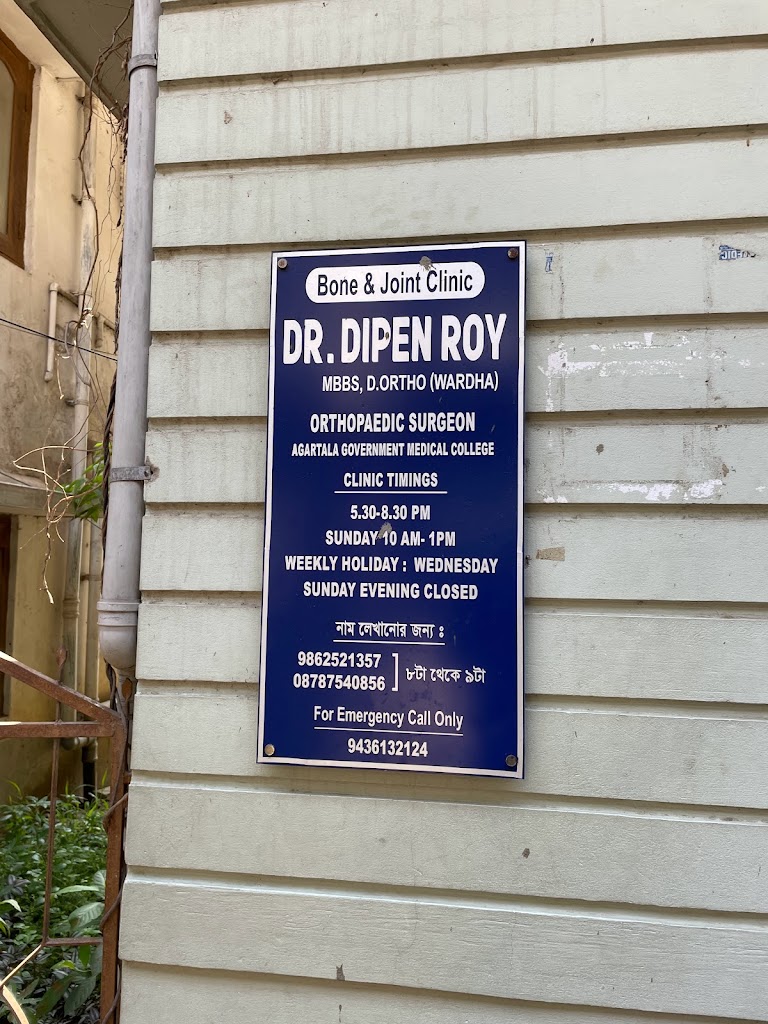 Bone & Joint Clinic
DR. DIPEN ROY
MBBS, D.ORTHO (WARDHA)
ORTHOPAEDIC SURGEON
AGARTALA GOVERNMENT MEDICAL COLLEGE
CLINIC TIMINGS
5.30-8.30 PM
SUNDAY 10 AM- 1PM
WEEKLY HOLIDAY : WEDNESDAY
SUNDAY EVENING CLOSED
নাম লেখানোর জন্য ঃ
9862521357
08787540856 ] ৮টা থেকে ৯টা
For Emergency Call Only
9436132124